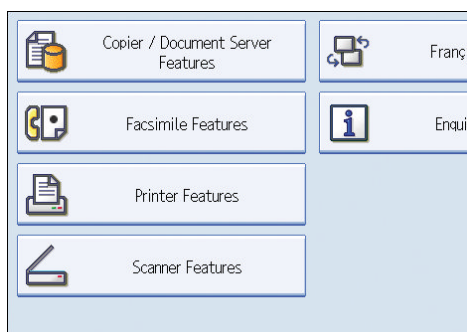 Copier / Document Server
Features
Franç
Facsimile Features
Enqui
Printer Features
Scanner Features